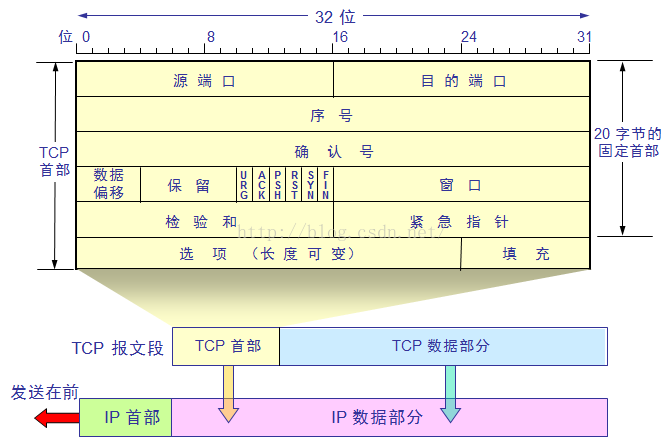 32 位
位 0 8 16 24 31
源端口 目的端口
序号
TCP
首部
20 字节的
固定首部
确认号
数据
偏移
保留
URG
ACK
PSH
RST
SYN
FIN
窗口
检验和
紧急指针
http://blog.csdn.net/
选项 (长度可变) 填充
TCP 报文段 TCP 首部 TCP 数据部分
发送在前
IP 首部 IP 数据部分